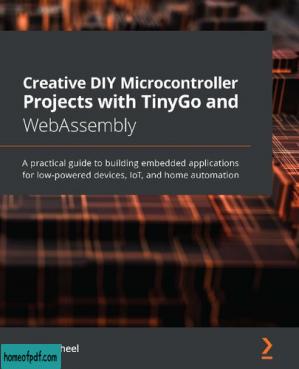 Creative DIY Microcontroller
Projects with TinyGo and
WebAssembly
A practical guide to building embedded applications
for low-powered devices, IoT, and home automation
heel
homeofpdf.com